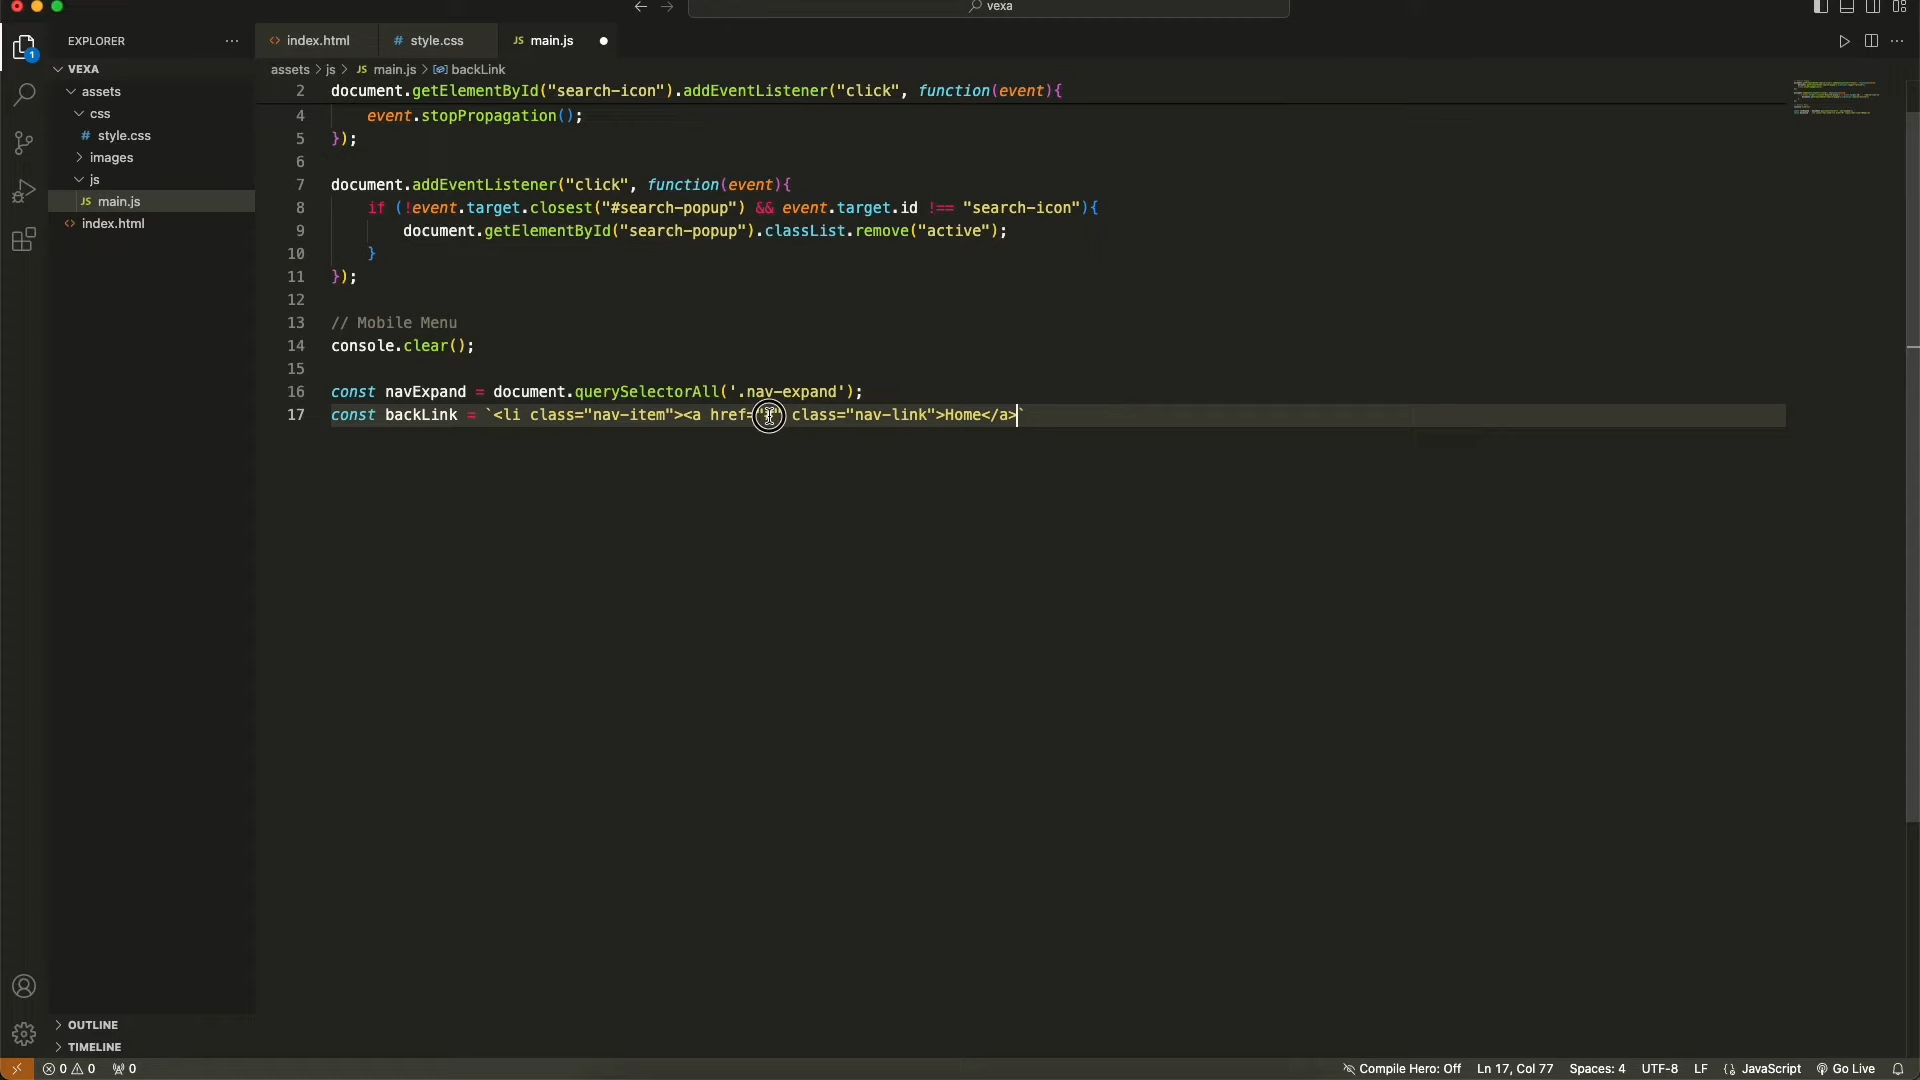 vexa
EXPLORER
index.html
style.css
main.js
VEXA
assets
css
style.css
images
js
main.js
index.html
assets > js > JS main.js > backLink
2 document.getElementById("search-icon").addEventListener("click", function(event){
4 event.stopPropagation();
5 });
6
7 document.addEventListener("click", function(event){
8 if (!event.target.closest("#search-popup") && event.target.id !== "search-icon"){
9 document.getElementById("search-popup").classList.remove("active");
10 }
11 });
12
13 // Mobile Menu
14 console.clear();
15
16 const navExpand = document.querySelectorAll('.nav-expand');
17 const backLink = `<li class="nav-item"><a href= class="nav-link">Home</a>`
OUTLINE
TIMELINE
0 0 0
Compile Hero: Off
Ln 17, Col 77
Spaces: 4
UTF-8
LF
{} JavaScript
Go Live